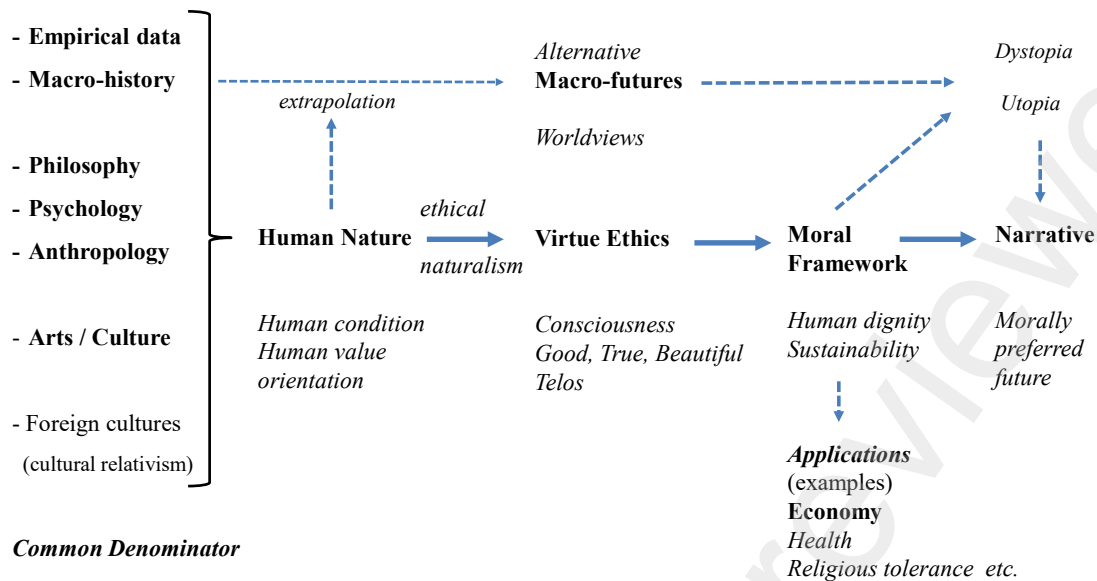 - Empirical data
- Macro-history
- Philosophy
- Psychology
- Anthropology
- Arts / Culture
- Foreign cultures
(cultural relativism)
Common Denominator
extrapolation
Human Nature
Human condition
Human value
orientation
ethical
naturalism
Alternative
Macro-futures
Worldviews
Virtue Ethics
Consciousness
Good, True, Beautiful
Telos
Moral
Framework
Human dignity
Sustainability
Applications
(examples)
Economy
Health
Religious tolerance etc.
Dystopia
Utopia
Narrative
Morally
preferred
future